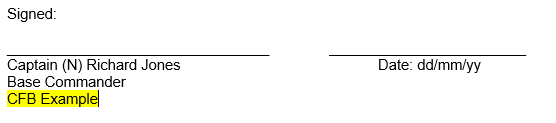 Signed:
Captain (N) Richard Jones Date: dd/mm/yy
Base Commander
CFB Example